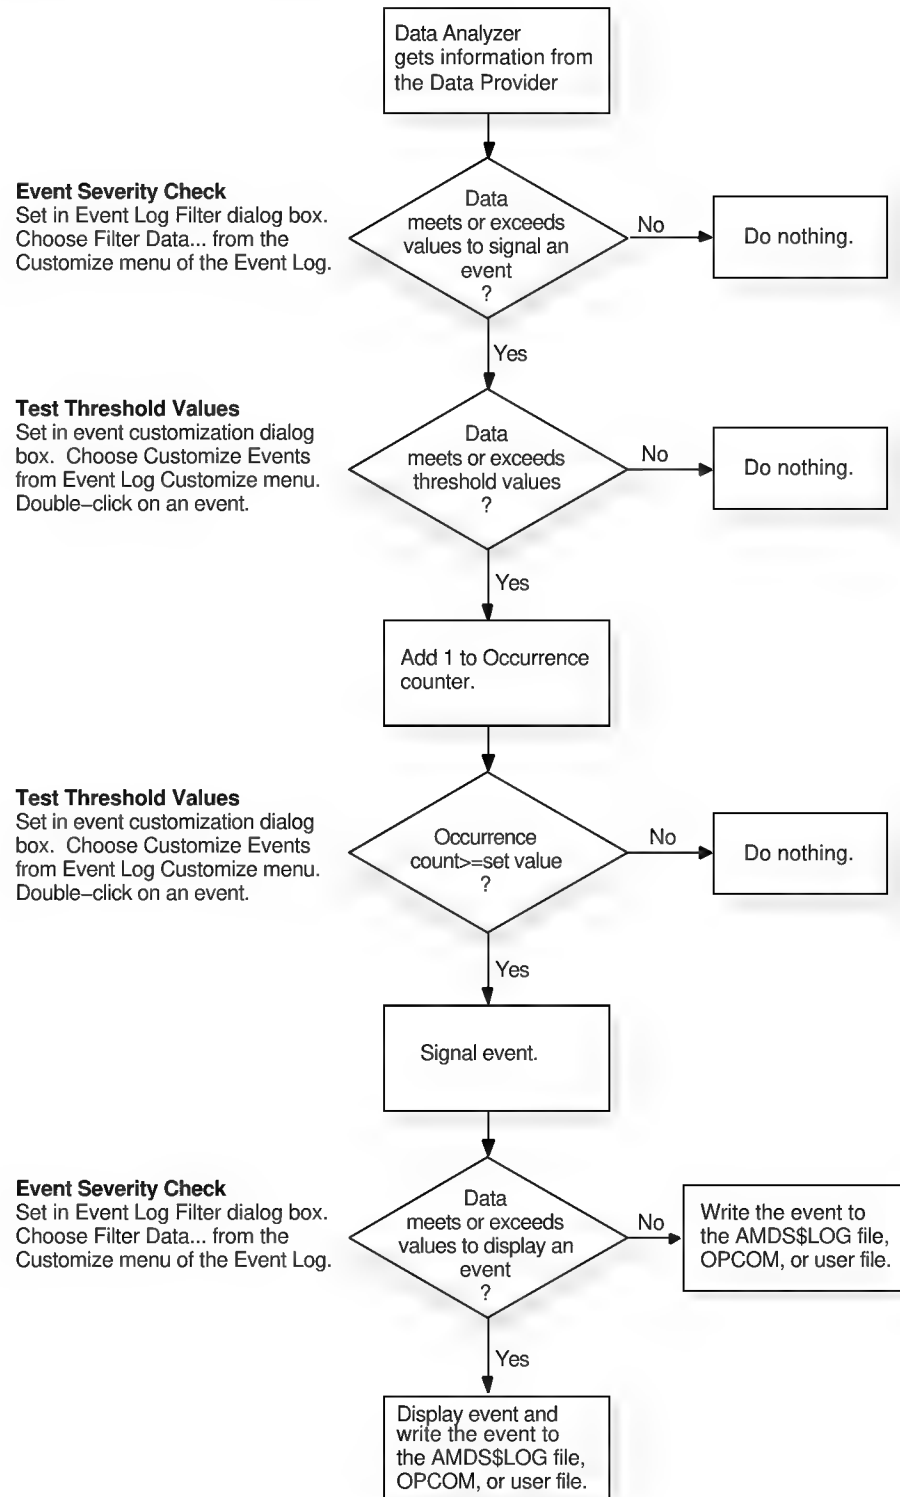 Data Analyzer
gets information from
the Data Provider
Event Severity Check
Set in Event Log Filter dialog box.
Choose Filter Data... from the
Customize menu of the Event Log.
Data
meets or exceeds
values to signal an
event
?
No
Do nothing.
Yes
Test Threshold Values
Set in event customization dialog
box.  Choose Customize Events
from Event Log Customize menu.
Double–click on an event.
Data
meets or exceeds
threshold values
?
No
Do nothing.
Yes
Add 1 to Occurrence
counter.
Test Threshold Values
Set in event customization dialog
box.  Choose Customize Events
from Event Log Customize menu.
Double–click on an event.
Occurrence
count>=set value
?
No
Do nothing.
Yes
Signal event.
Event Severity Check
Set in Event Log Filter dialog box.
Choose Filter Data... from the
Customize menu of the Event Log.
Data
meets or exceeds
values to display an
event
?
No
Write the event to
the AMDS$LOG file,
OPCOM, or user file.
Yes
Display event and
write the event to
the AMDS$LOG file,
OPCOM, or user file.